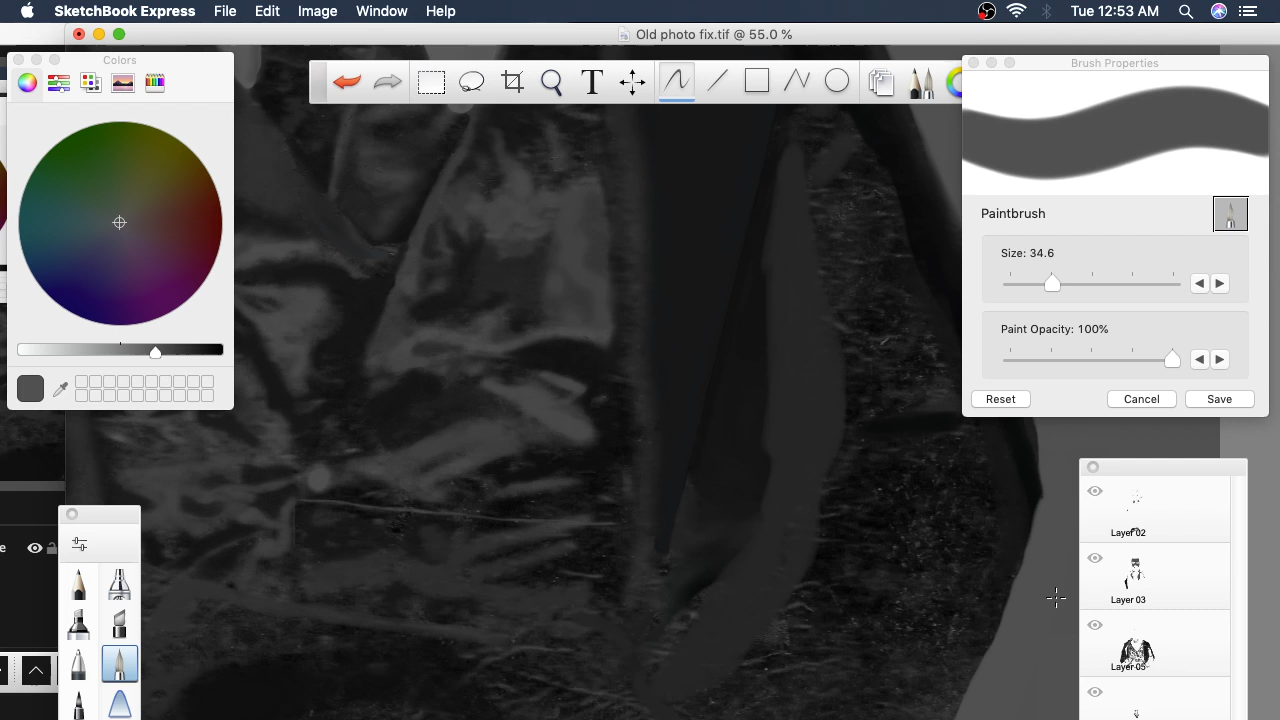 SketchBook Express File Edit Image Window Help Tue 12:53 AM
Old photo fix.tif @ 55.0 %
Colors
T
Brush Properties
Paintbrush
Size: 34.6
Paint Opacity: 100%
Reset Cancel Save
Layer 02
Layer 03
Layer 05
e